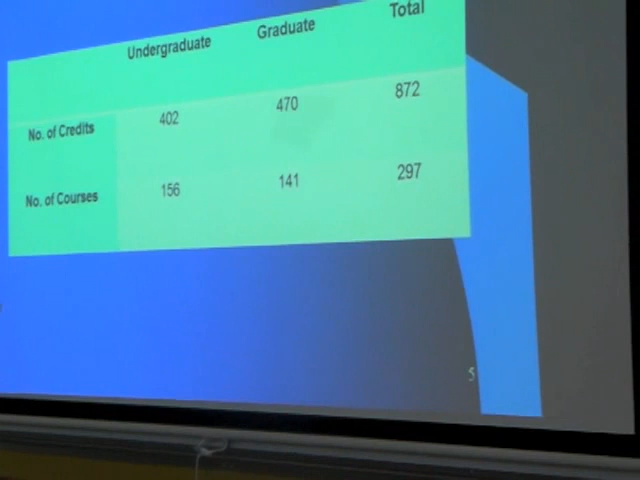 Undergraduate Graduate Total
No. of Credits 402 470 872
No. of Courses 156 141 297
5